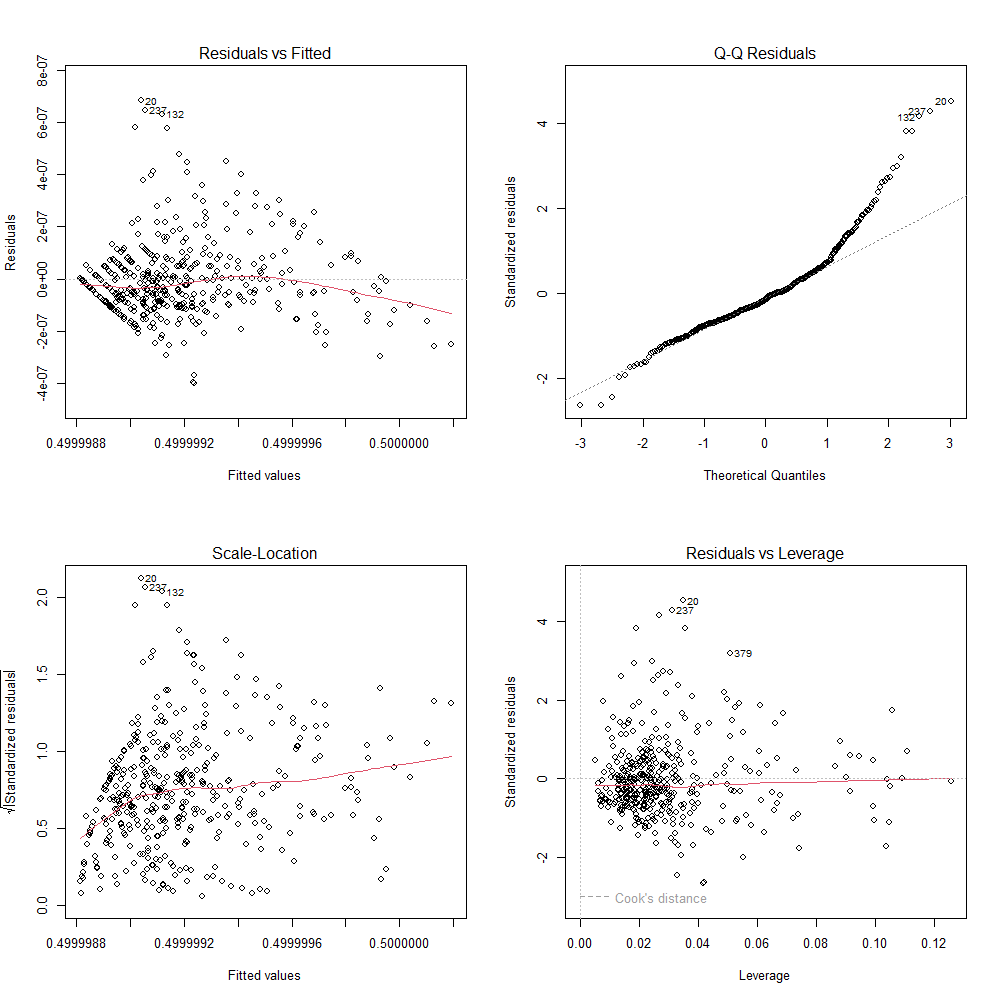 Residuals vs Fitted
Residuals
-4e-07 -2e-07 0e+00 2e-07 4e-07 6e-07 8e-07
20
237
132
0.4999988 0.4999992 0.4999996 0.5000000
Fitted values
Q-Q Residuals
Standardized residuals
-2 0 2 4
20
237
132
-3 -2 -1 0 1 2 3
Theoretical Quantiles
Scale-Location
√|Standardized residuals|
0.0 0.5 1.0 1.5 2.0
20
237
132
0.4999988 0.4999992 0.4999996 0.5000000
Fitted values
Residuals vs Leverage
Standardized residuals
-2 0 2 4
20
237
379
Cook's distance
0.00 0.02 0.04 0.06 0.08 0.10 0.12
Leverage